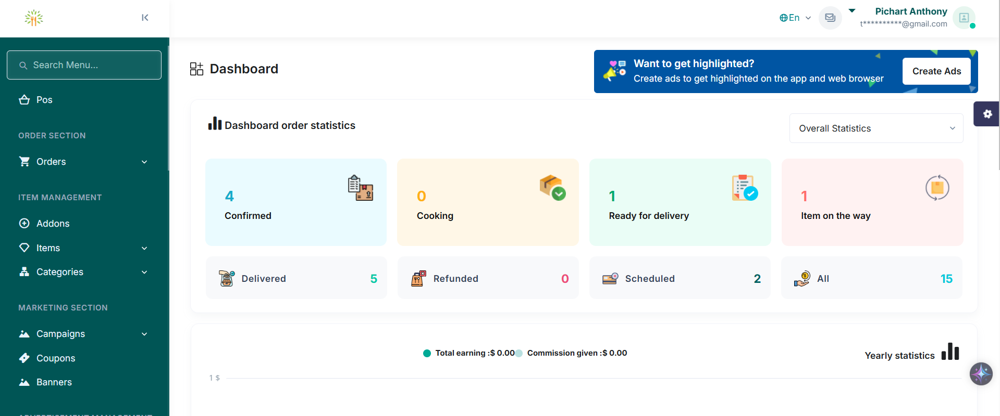 En
Pichart Anthony
t**********@gmail.com
Search Menu...
Pos
ORDER SECTION
Orders
ITEM MANAGEMENT
Addons
Items
Categories
MARKETING SECTION
Campaigns
Coupons
Banners
ADVERTISEMENT MANAGEMENT
Dashboard
Want to get highlighted?
Create ads to get highlighted on the app and web browser
Create Ads
Dashboard order statistics
Overall Statistics
4
Confirmed
0
Cooking
1
Ready for delivery
1
Item on the way
Delivered 5
Refunded 0
Scheduled 2
All 15
Total earning :$ 0.00
Commission given :$ 0.00
Yearly statistics
1 $